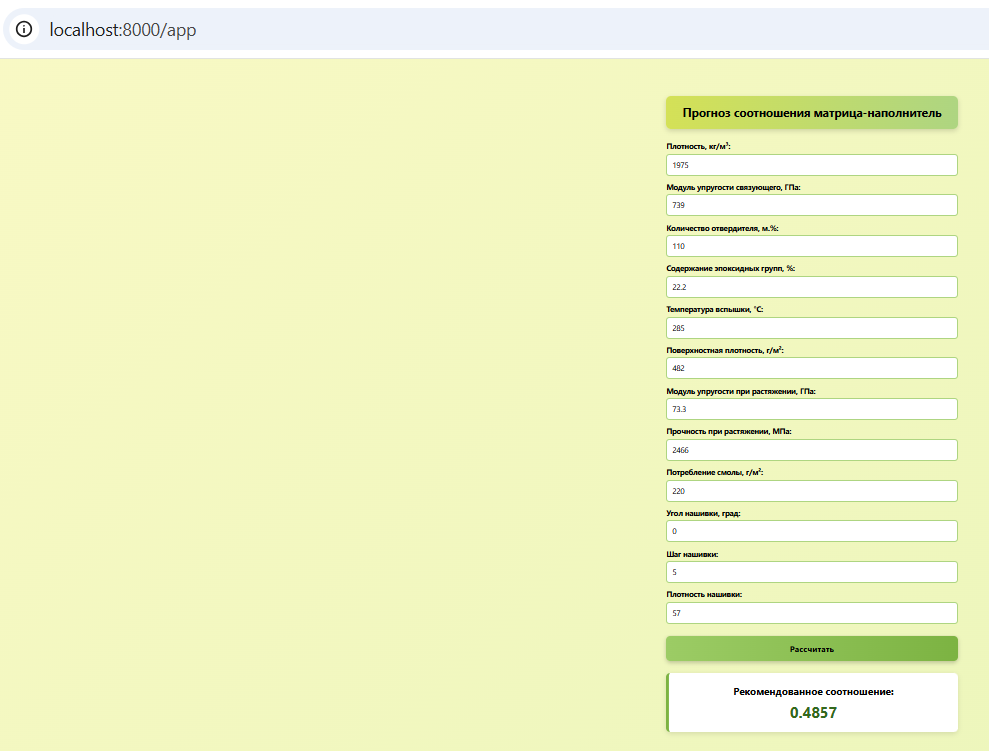 localhost:8000/app
Прогноз соотношения матрица-наполнитель
Плотность, кг/м³:
1975
Модуль упругости связующего, ГПа:
739
Количество отвердителя, м.%:
110
Содержание эпоксидных групп, %:
22.2
Температура вспышки, °С:
285
Поверхностная плотность, г/м²:
482
Модуль упругости при растяжении, ГПа:
73.3
Прочность при растяжении, МПа:
2466
Потребление смолы, г/м²:
220
Угол нашивки, град:
0
Шаг нашивки:
5
Плотность нашивки:
57
Рассчитать
Рекомендованное соотношение:
0.4857